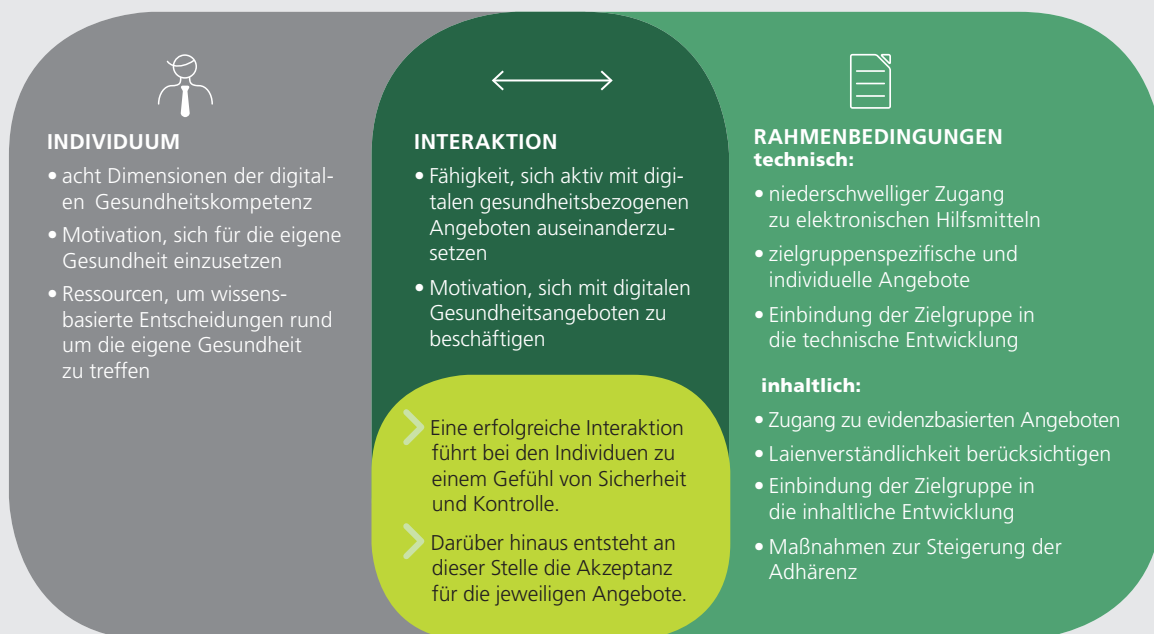 INDIVIDUUM
• acht Dimensionen der digital-
en Gesundheitskompetenz
• Motivation, sich für die eigene
Gesundheit einzusetzen
• Ressourcen, um wissens-
basierte Entscheidungen rund
um die eigene Gesundheit
zu treffen
INTERAKTION
• Fähigkeit, sich aktiv mit digi-
talen gesundheitsbezogenen
Angeboten auseinanderzu-
setzen
• Motivation, sich mit digitalen
Gesundheitsangeboten zu
beschäftigen
Eine erfolgreiche Interaktion
führt bei den Individuen zu
einem Gefühl von Sicherheit
und Kontrolle.
Darüber hinaus entsteht an
dieser Stelle die Akzeptanz
für die jeweiligen Angebote.
RAHMENBEDINGUNGEN
technisch:
• niederschwelliger Zugang
zu elektronischen Hilfsmitteln
• zielgruppenspezifische und
individuelle Angebote
• Einbindung der Zielgruppe in
die technische Entwicklung
inhaltlich:
• Zugang zu evidenzbasierten Angeboten
• Laienverständlichkeit berücksichtigen
• Einbindung der Zielgruppe in
die inhaltliche Entwicklung
• Maßnahmen zur Steigerung der
Adhärenz